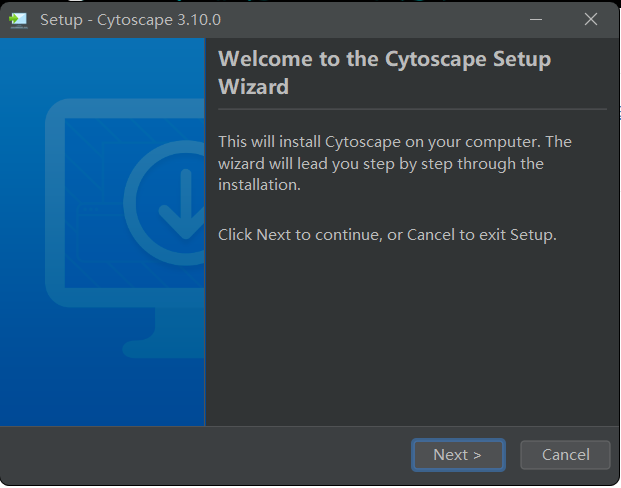 Setup - Cytoscape 3.10.0
Welcome to the Cytoscape Setup
Wizard
This will install Cytoscape on your computer. The
wizard will lead you step by step through the
installation.
Click Next to continue, or Cancel to exit Setup.
Next >
Cancel